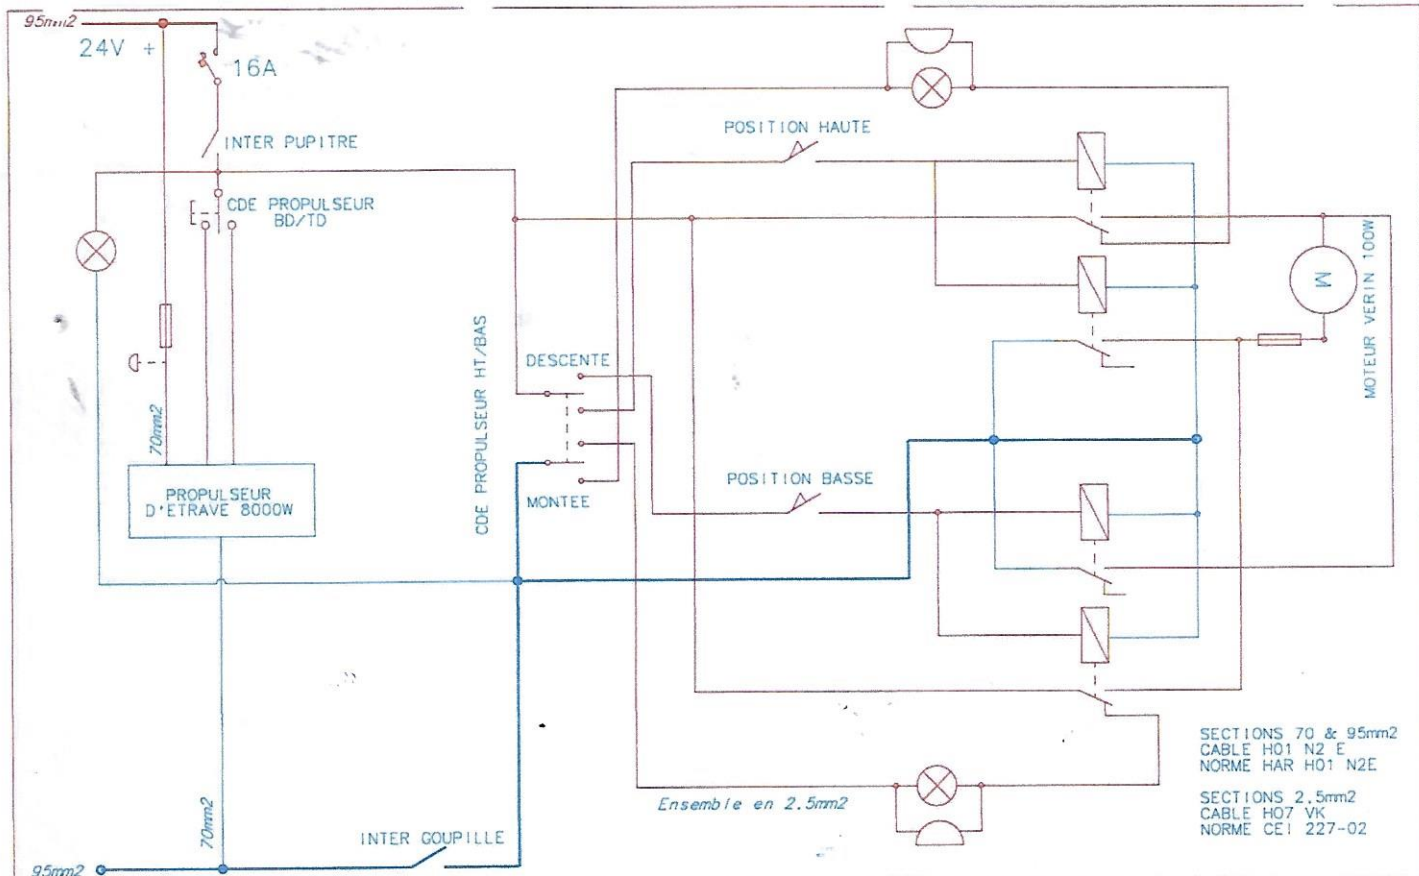 95mm2
24V +
16A
INTER PUPITRE
CDE PROPULSEUR
BD/TD
POSITION HAUTE
M
MOTEUR VERIN 100W
CDE PROPULSEUR HT/BAS
DESCENTE
MONTEE
70mm2
PROPULSEUR
D'ETRAVE 8000W
POSITION BASSE
SECTIONS 70 & 95mm2
CABLE H01 N2 E
NORME HAR H01 N2E
SECTIONS 2.5mm2
CABLE H07 VK
NORME CEI 227-02
Ensemble en 2.5mm2
70mm2
INTER GOUPILLE
95mm2